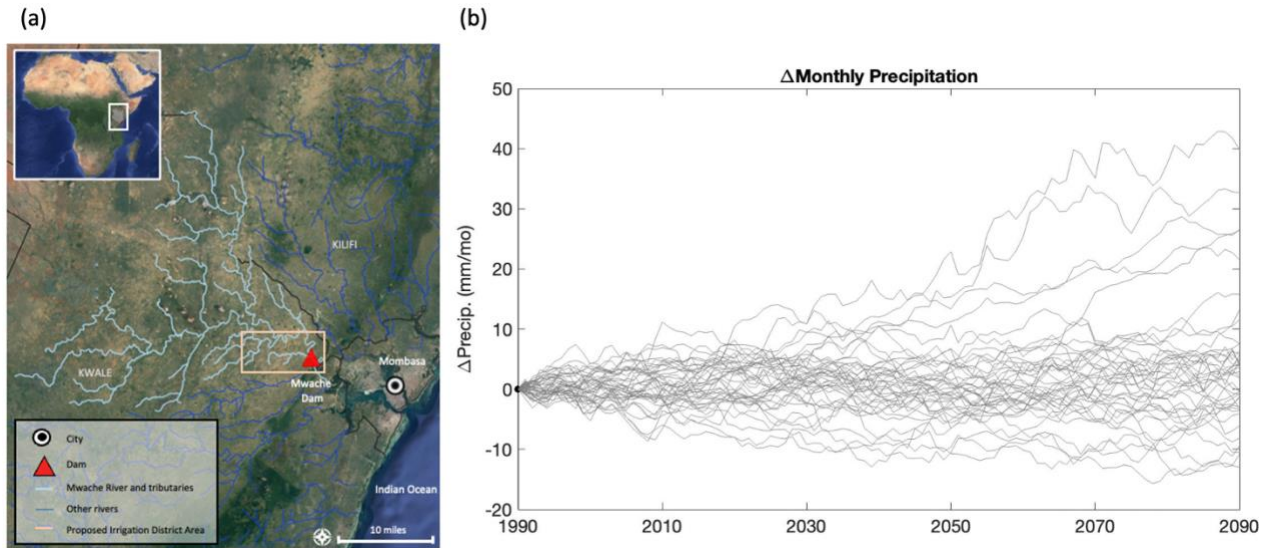 (a)
(b)
KILIFI
KWALE
Mombasa
Mwache
Dam
Indian Ocean
10 miles
City
Dam
Mwache River and tributaries
Other rivers
Proposed Irrigation District Area
ΔMonthly Precipitation
ΔPrecip. (mm/mo)
50
40
30
20
10
0
-10
-20
1990
2010
2030
2050
2070
2090